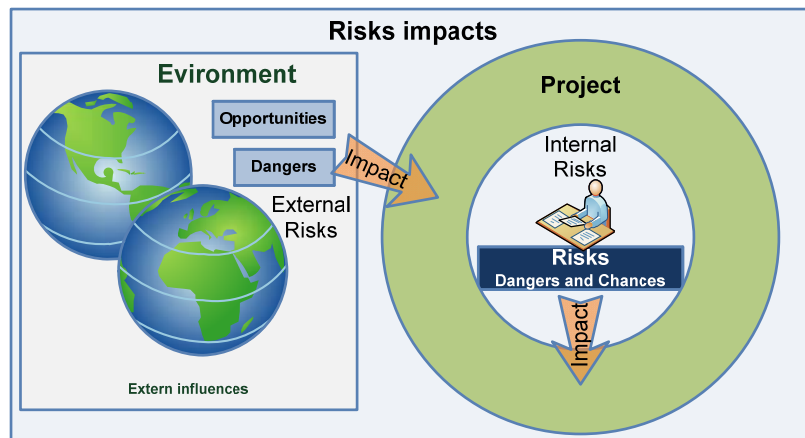 Risks impacts
Evironment
Opportunities
Dangers
External
Risks
Extern influences
Impact
Project
Internal
Risks
Risks
Dangers and Chances
Impact